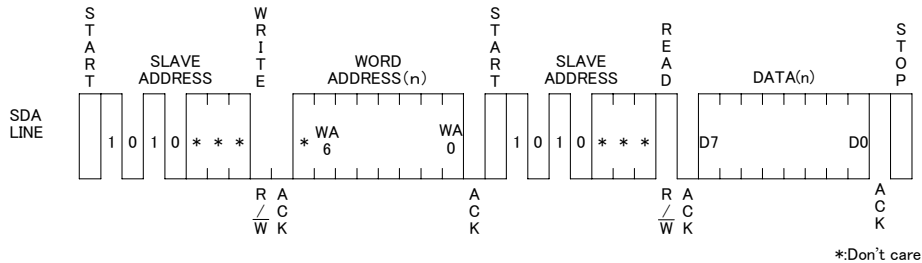 START
WRITE
START
READ
STOP
SLAVE
ADDRESS
WORD
ADDRESS(n)
SLAVE
ADDRESS
DATA(n)
SDA
LINE
1 0 1 0 * * *
* WA
6
WA
0
1 0 1 0 * * *
D7
D0
R/W
ACK
ACK
R/W
ACK
ACK
*:Don't care